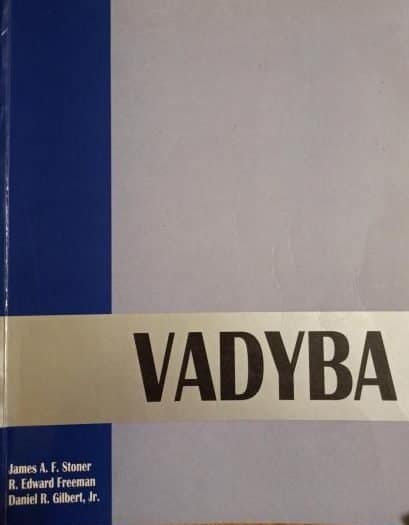 VADYBA
James A. F. Stoner
R. Edward Freeman
Daniel R. Gilbert, Jr.